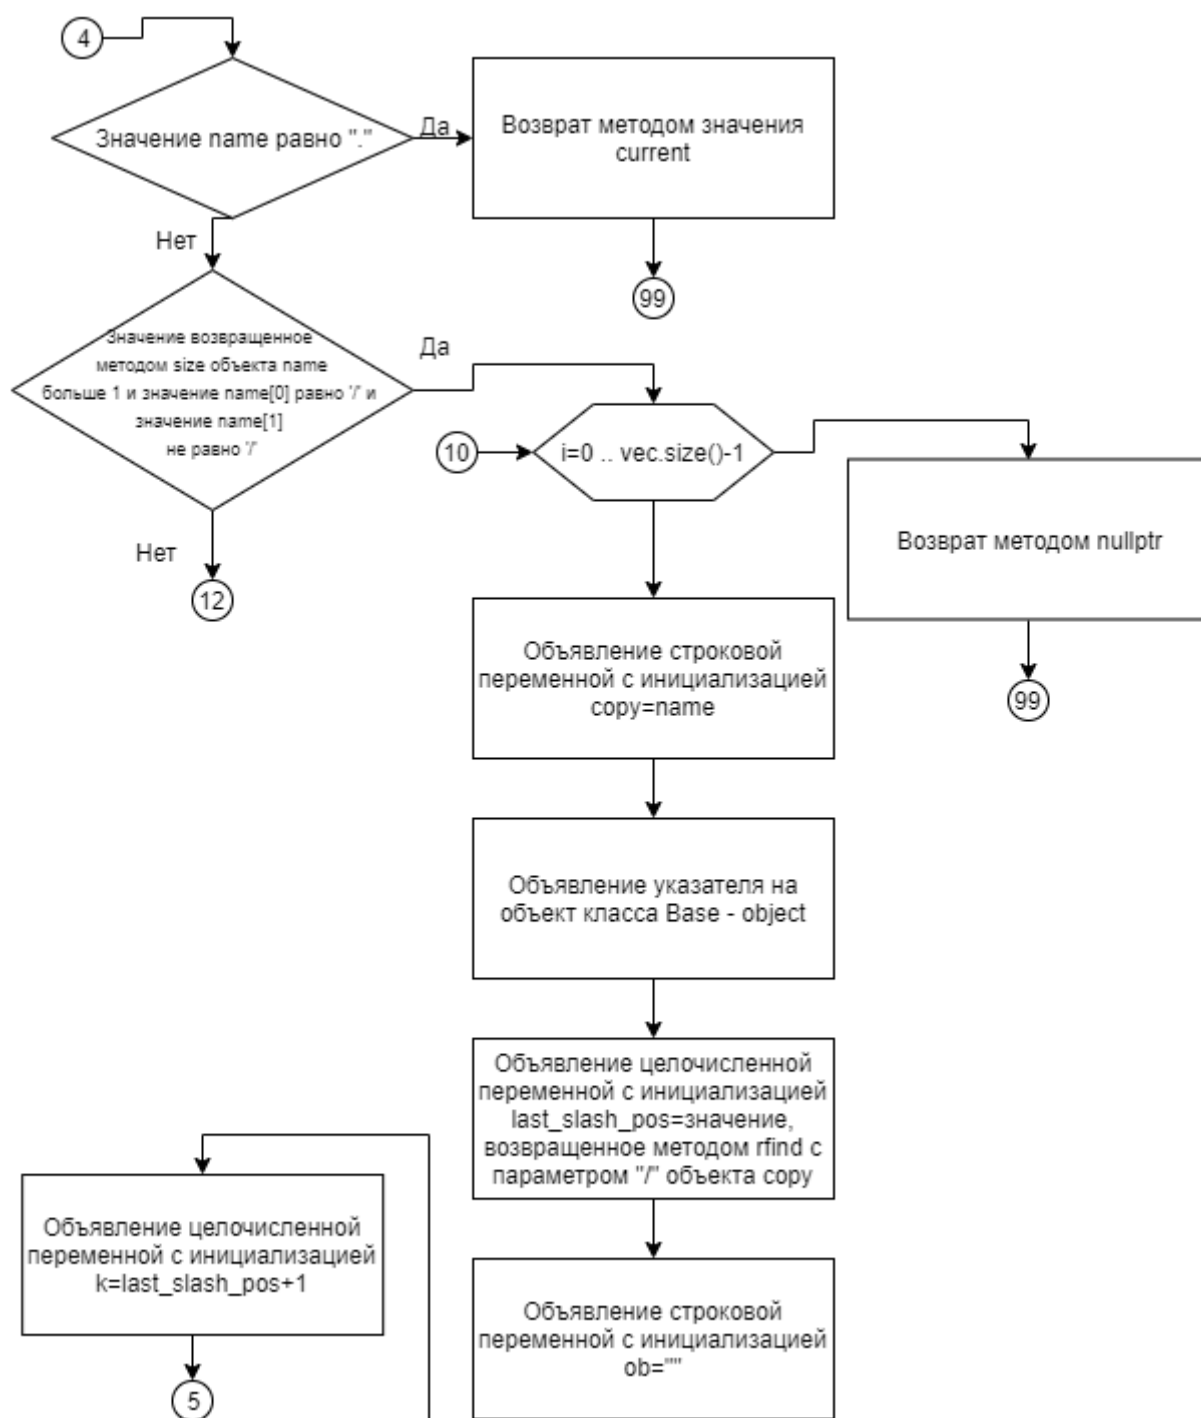 4
Значение name равно "."
Да
Возврат методом значения
current
Нет
99
Значение возвращенное
методом size объекта name
больше 1 и значение name[0] равно '/' и
значение name[1]
не равно '/'
Да
10
i=0 .. vec.size()-1
Возврат методом nullptr
Нет
12
99
Объявление строковой
переменной с инициализацией
copy=name
Объявление указателя на
объект класса Base - object
Объявление целочисленной
переменной с инициализацией
last_slash_pos=значение,
возвращенное методом rfind с
параметром "/" объекта copy
Объявление целочисленной
переменной с инициализацией
k=last_slash_pos+1
5
Объявление строковой
переменной с инициализацией
ob=""